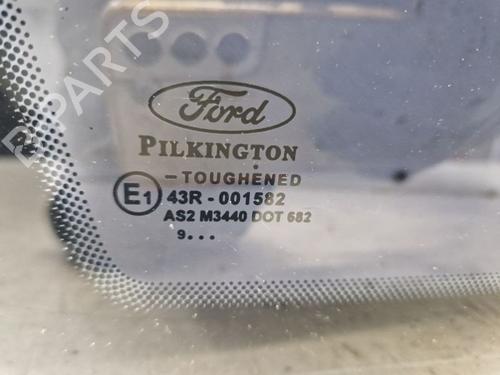 B-PARTS
Ford
PILKINGTON
-TOUGHENED
E1 43R - 001582
AS2 M3440 DOT 682
9...